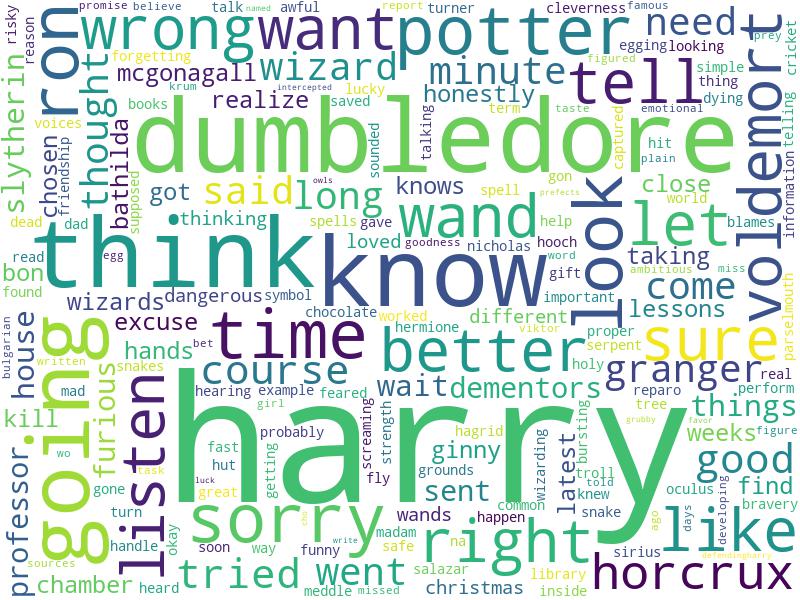 promise believe talk turner cleverness famous
risky reason ron wrong want potter need voldemort prey cricket
awful report named
forgetting mcgonagall wizard minute tell figured simple
egging looking thing dying
slytherin thought krum lucky intercepted honestly
books realize saved term taste emotional
voices chosen friendship bathilda dumbledore talking captured hit plain telling
supposed sounded
owls got said long knows spell gon close world blames information
dead dad thinking spells gave wand help look let
read egg think loved goodness nicholas hooch prefects ambitious miss
bon found know word gift taking parselmouth
wizards dangerous symbol chocolate important come
bulgarian house excuse time worked hermione different proper lessons
written snakes bet viktor better serpent sure
going furious hands course wait dementors holy granger real
mad hearing example feared reparo perform
kill listen girl harry tree things
wo probably screaming strength hagrid ginny bursting grubby favor weeks figure
professor fast hut getting fly grounds latest wizarding troll told good
gone task luck great sent knew oculus find
sources turn okay sorry wands common snake bravery
handle soon way cho madam happen right ago days developing like
heard tried funny safe na sirius defendingharry
chamber went write salazar library horcrux
meddle missed christmas inside